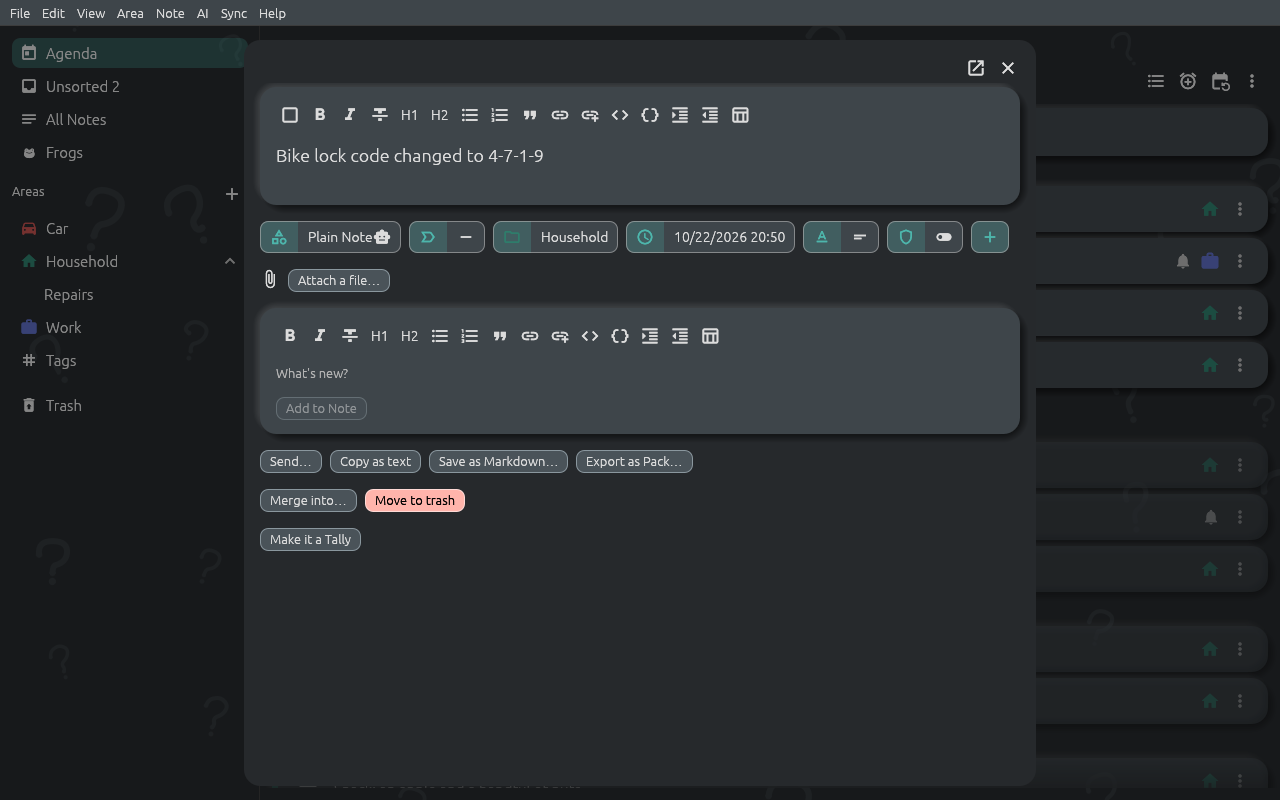 File Edit View Area Note AI Sync Help
Agenda
Unsorted 2
All Notes
Frogs
Areas
Car
Household
Repairs
Work
Tags
Trash
H1 H2
Bike lock code changed to 4-7-1-9
Plain Note
Household
10/22/2026 20:50
Attach a file...
H1 H2
What's new?
Add to Note
Send...
Copy as text
Save as Markdown...
Export as Pack...
Merge into...
Move to trash
Make it a Tally